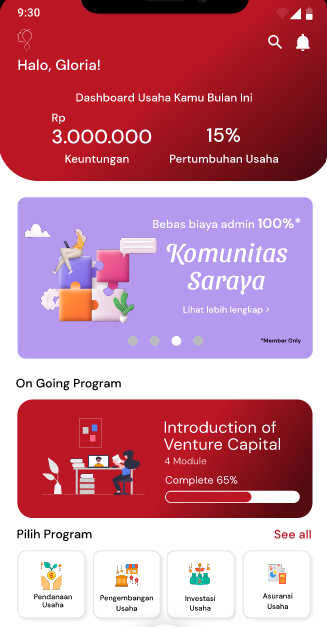 9:30
Halo, Gloria!
Dashboard Usaha Kamu Bulan Ini
Rp
3.000.000
15%
Keuntungan
Pertumbuhan Usaha
Bebas biaya admin 100%*
Komunitas
Saraya
Lihat lebih lengkap >
*Member Only
On Going Program
Introduction of
Venture Capital
4 Module
Complete 65%
Pilih Program
See all
Pendanaan
Usaha
Pengembangan
Usaha
Investasi
Usaha
Asuransi
Usaha